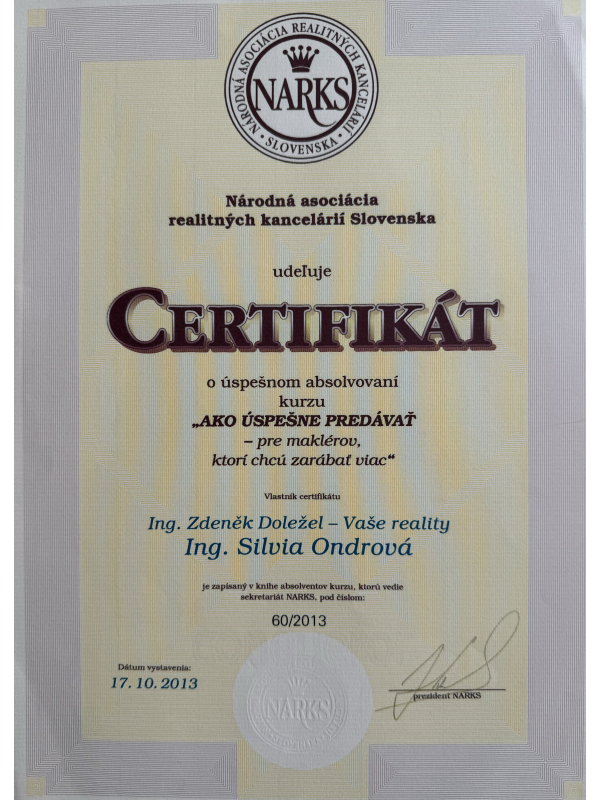 NÁRODNÁ ASOCIÁCIA REALITNÝCH KANCELÁRIÍ
NARKS
• SLOVENSKA •
Národná asociácia
realitných kancelárií Slovenska
udeľuje
CERTIFIKÁT
o úspešnom absolvovaní
kurzu
„AKO ÚSPEŠNE PREDÁVAŤ
– pre maklérov,
ktorí chcú zarábať viac“
Vlastník certifikátu
Ing. Zdeněk Doležel – Vaše reality
Ing. Silvia Ondrová
je zapísaný v knihe absolventov kurzu, ktorú vedie
sekretariát NARKS, pod číslom:
60/2013
Dátum vystavenia:
17. 10. 2013
prezident NARKS
NARKS